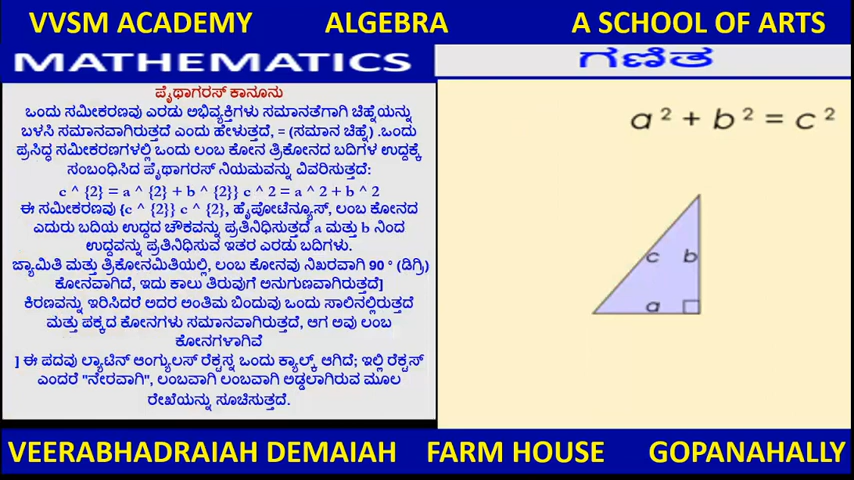 VVSM ACADEMY ALGEBRA A SCHOOL OF ARTS
MATHEMATICS
ಗಣಿತ
ಪೈಥಾಗರಸ್ ಕಾನೂನು
ಒಂದು ಸಮೀಕರಣವು ಎರಡು ಅಭಿವ್ಯಕ್ತಿಗಳು ಸಮಾನತೆಗಾಗಿ ಚಿಹ್ನೆಯನ್ನು
ಬಳಸಿ ಸಮಾನವಾಗಿರುತ್ತದೆ ಎಂದು ಹೇಳುತ್ತದೆ, = (ಸಮಾನ ಚಿಹ್ನೆ) .ಒಂದು
ಪ್ರಸಿದ್ಧ ಸಮೀಕರಣಗಳಲ್ಲಿ ಒಂದು ಲಂಬ ಕೋನ ತ್ರಿಕೋನದ ಬದಿಗಳ ಉದ್ದಕ್ಕೆ
ಸಂಬಂಧಿಸಿದ ಪೈಥಾಗರಸ್ ನಿಯಮವನ್ನು ವಿವರಿಸುತ್ತದೆ:
c ^ {2} = a ^ {2} + b ^ {2}} c ^ 2 = a ^ 2 + b ^ 2
ಈ ಸಮೀಕರಣವು {c ^ {2}} c ^ {2}, ಹೈಪೋಟೆನ್ಯೂಸ್, ಲಂಬ ಕೋನದ
ಎದುರು ಬದಿಯ ಉದ್ದದ ಚೌಕವನ್ನು ಪ್ರತಿನಿಧಿಸುತ್ತದೆ a ಮತ್ತು b ನಿಂದ
ಉದ್ದವನ್ನು ಪ್ರತಿನಿಧಿಸುವ ಇತರ ಎರಡು ಬದಿಗಳು.
ಜ್ಯಾಮಿತಿ ಮತ್ತು ತ್ರಿಕೋನಮಿತಿಯಲ್ಲಿ, ಲಂಬ ಕೋನವು ನಿಖರವಾಗಿ 90 ° (ಡಿಗ್ರಿ)
ಕೋನವಾಗಿದೆ, ಇದು ಕಾಲು ತಿರುವುಗೆ ಅನುಗುಣವಾಗಿರುತ್ತದೆ]
ಕಿರಣವನ್ನು ಇರಿಸಿದರೆ ಅದರ ಅಂತಿಮ ಬಿಂದುವು ಒಂದು ಸಾಲಿನಲ್ಲಿರುತ್ತದೆ
ಮತ್ತು ಪಕ್ಕದ ಕೋನಗಳು ಸಮಾನವಾಗಿರುತ್ತದೆ, ಆಗ ಅವು ಲಂಬ
ಕೋನಗಳಾಗಿವೆ
] ಈ ಪದವು ಲ್ಯಾಟಿನ್ ಆಂಗ್ಯುಲಸ್ ರೆಕ್ಟಸ್ನ ಒಂದು ಕ್ಯಾಲ್ಕ್ ಆಗಿದೆ; ಇಲ್ಲಿ ರೆಕ್ಟಸ್
ಎಂದರೆ "ನೇರವಾಗಿ", ಲಂಬವಾಗಿ ಲಂಬವಾಗಿ ಅಡ್ಡಲಾಗಿರುವ ಮೂಲ
ರೇಖೆಯನ್ನು ಸೂಚಿಸುತ್ತದೆ.
a² + b² = c²
c b
a
VEERABHADRAIAH DEMAIAH FARM HOUSE GOPANAHALLY